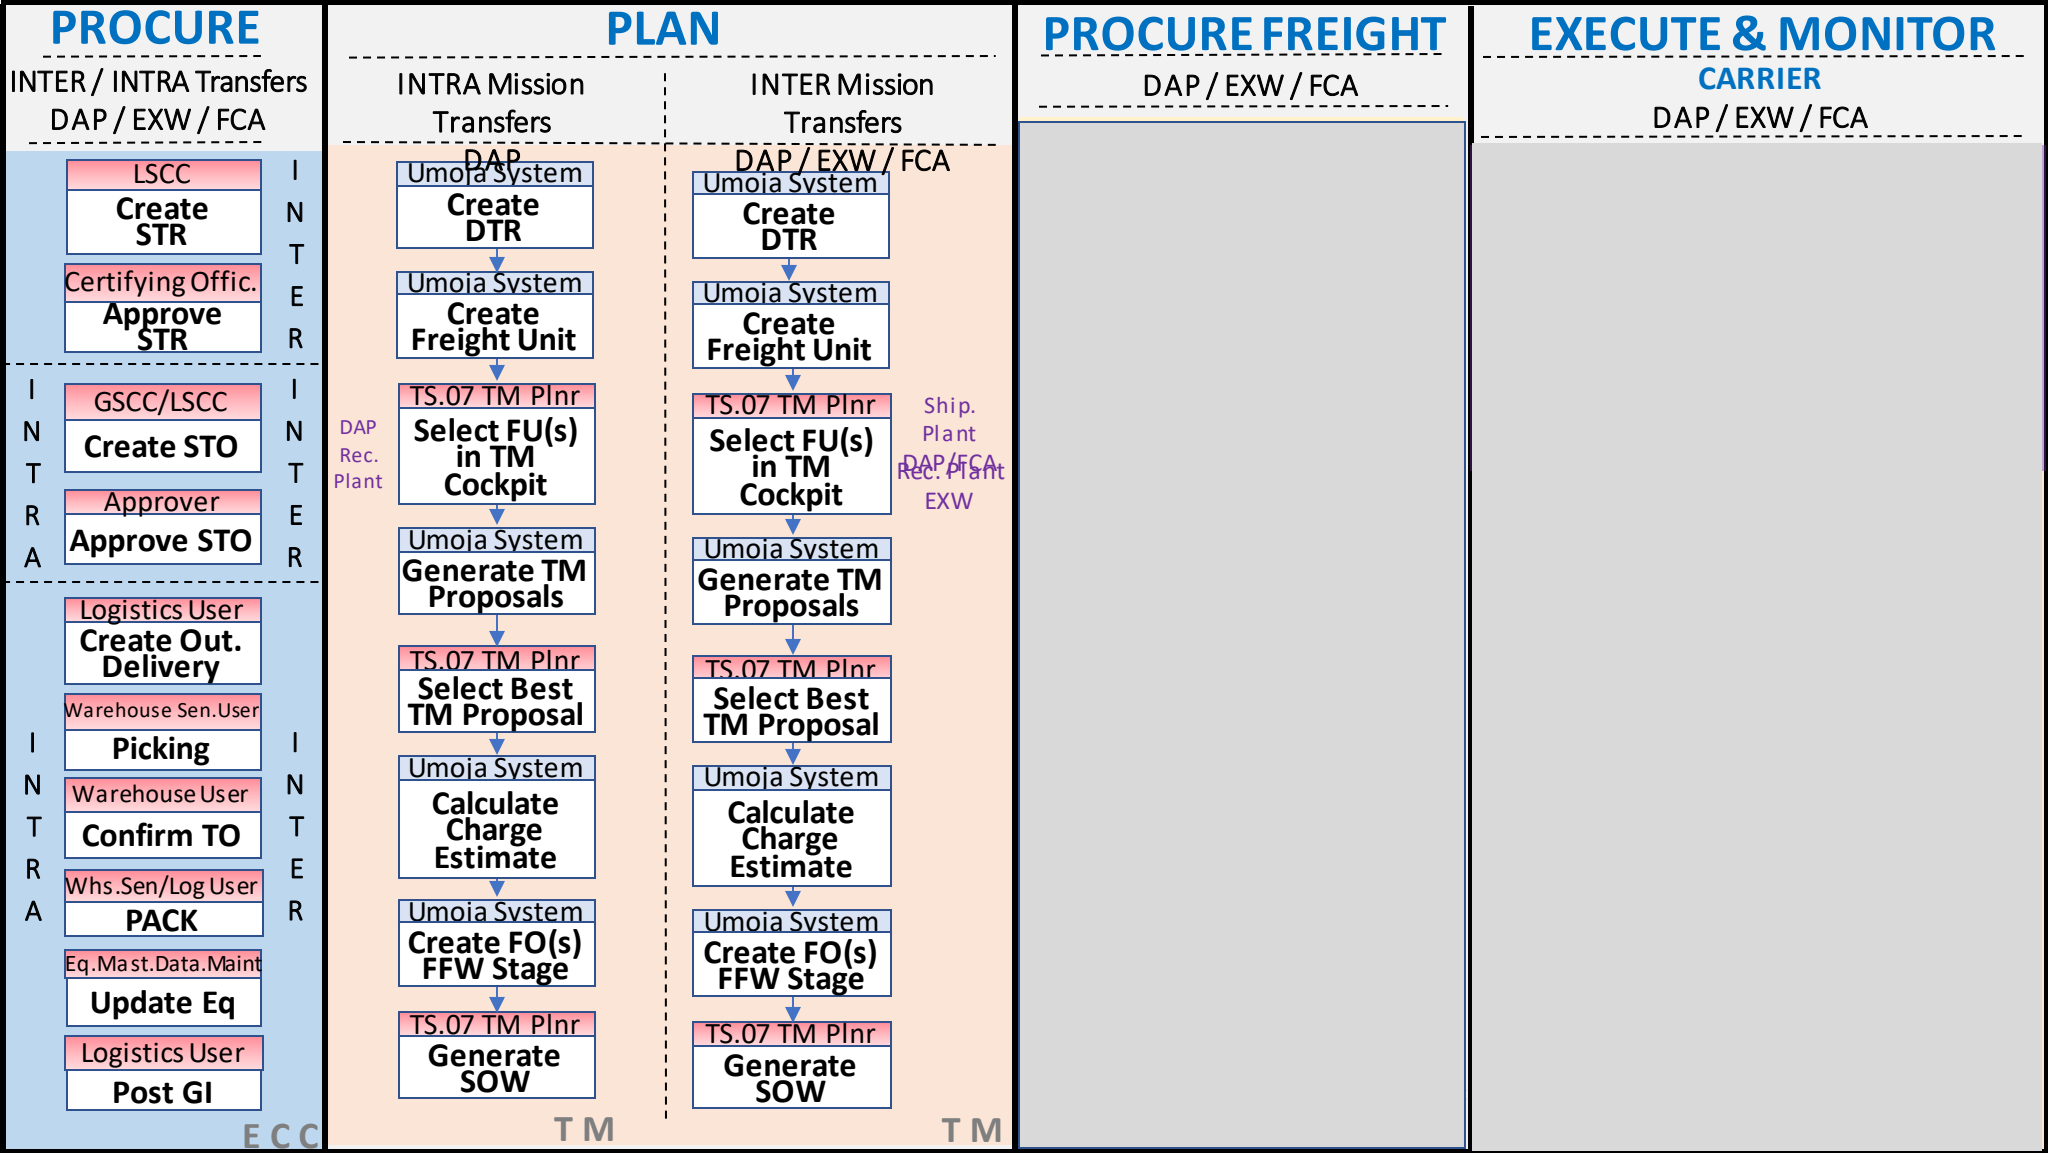 PROCURE
INTER / INTRA Transfers
DAP / EXW / FCA
LSCC
Create
STR
Certifying Offic.
Approve
STR
INTER
GSCC/LSCC
Create STO
Approver
Approve STO
INTRA
INTER
Logistics User
Create Out.
Delivery
Warehouse Sen.User
Picking
Warehouse User
Confirm TO
Whs.Sen/Log User
PACK
Eq.Mast.Data.Maint
Update Eq
Logistics User
Post GI
INTRA
INTER
ECC
PLAN
INTRA Mission
Transfers
DAP
Umoja System
Create
DTR
Umoja System
Create
Freight Unit
TS.07 TM Plnr
Select FU(s)
in TM
Cockpit
DAP
Rec.
Plant
Umoja System
Generate TM
Proposals
TS.07 TM Plnr
Select Best
TM Proposal
Umoja System
Calculate
Charge
Estimate
Umoja System
Create FO(s)
FFW Stage
TS.07 TM Plnr
Generate
SOW
TM
INTER Mission
Transfers
DAP / EXW / FCA
Umoja System
Create
DTR
Umoja System
Create
Freight Unit
TS.07 TM Plnr
Select FU(s)
in TM
Cockpit
Ship.
Plant
DAP/FCA
Rec. Plant
EXW
Umoja System
Generate TM
Proposals
TS.07 TM Plnr
Select Best
TM Proposal
Umoja System
Calculate
Charge
Estimate
Umoja System
Create FO(s)
FFW Stage
TS.07 TM Plnr
Generate
SOW
TM
PROCURE FREIGHT
DAP / EXW / FCA
EXECUTE & MONITOR
CARRIER
DAP / EXW / FCA